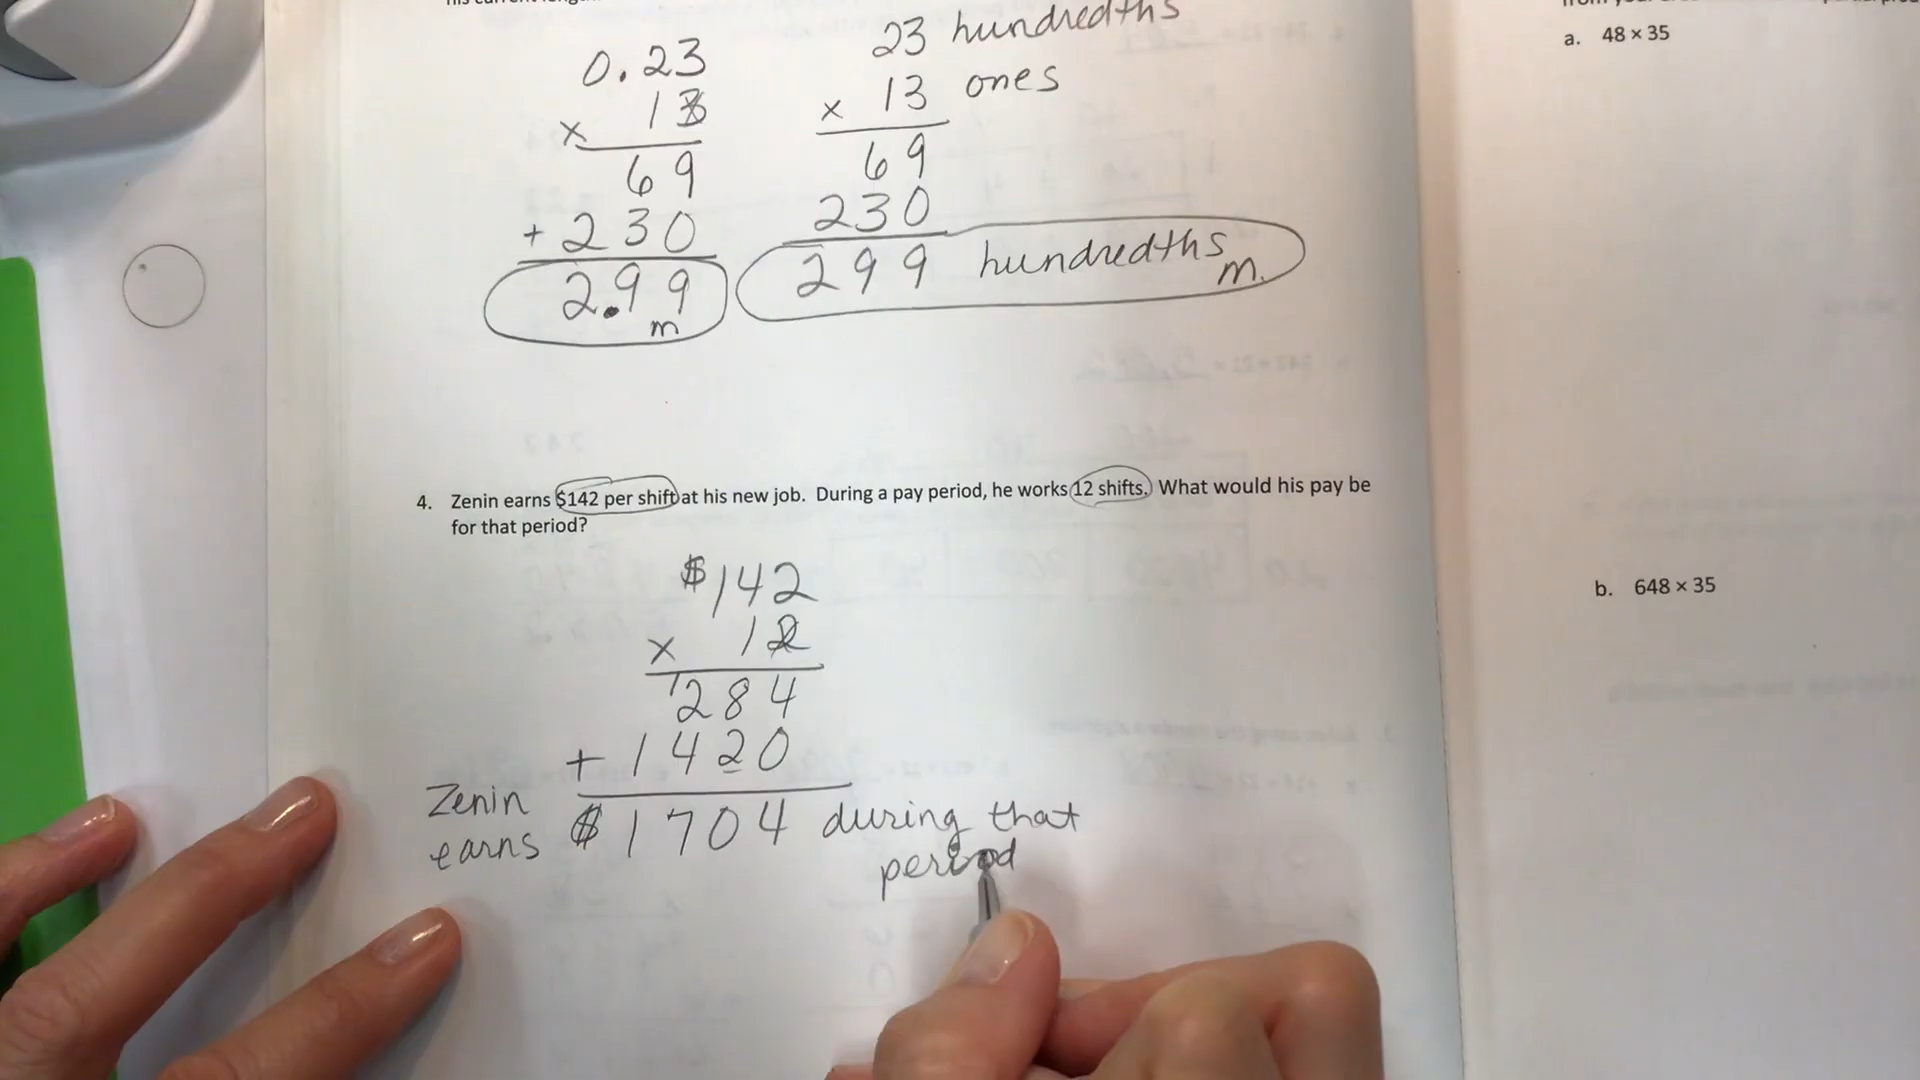 0.23
x 13
69
+ 230
2.99
m
23 hundredths
x 13 ones
69
230
299 hundredths
m.
4. Zenin earns $142 per shift at his new job. During a pay period, he works 12 shifts. What would his pay be
for that period?
$142
x 12
1
284
+ 1420
Zenin
earns $1704 during that
period
a. 48 × 35
b. 648 × 35